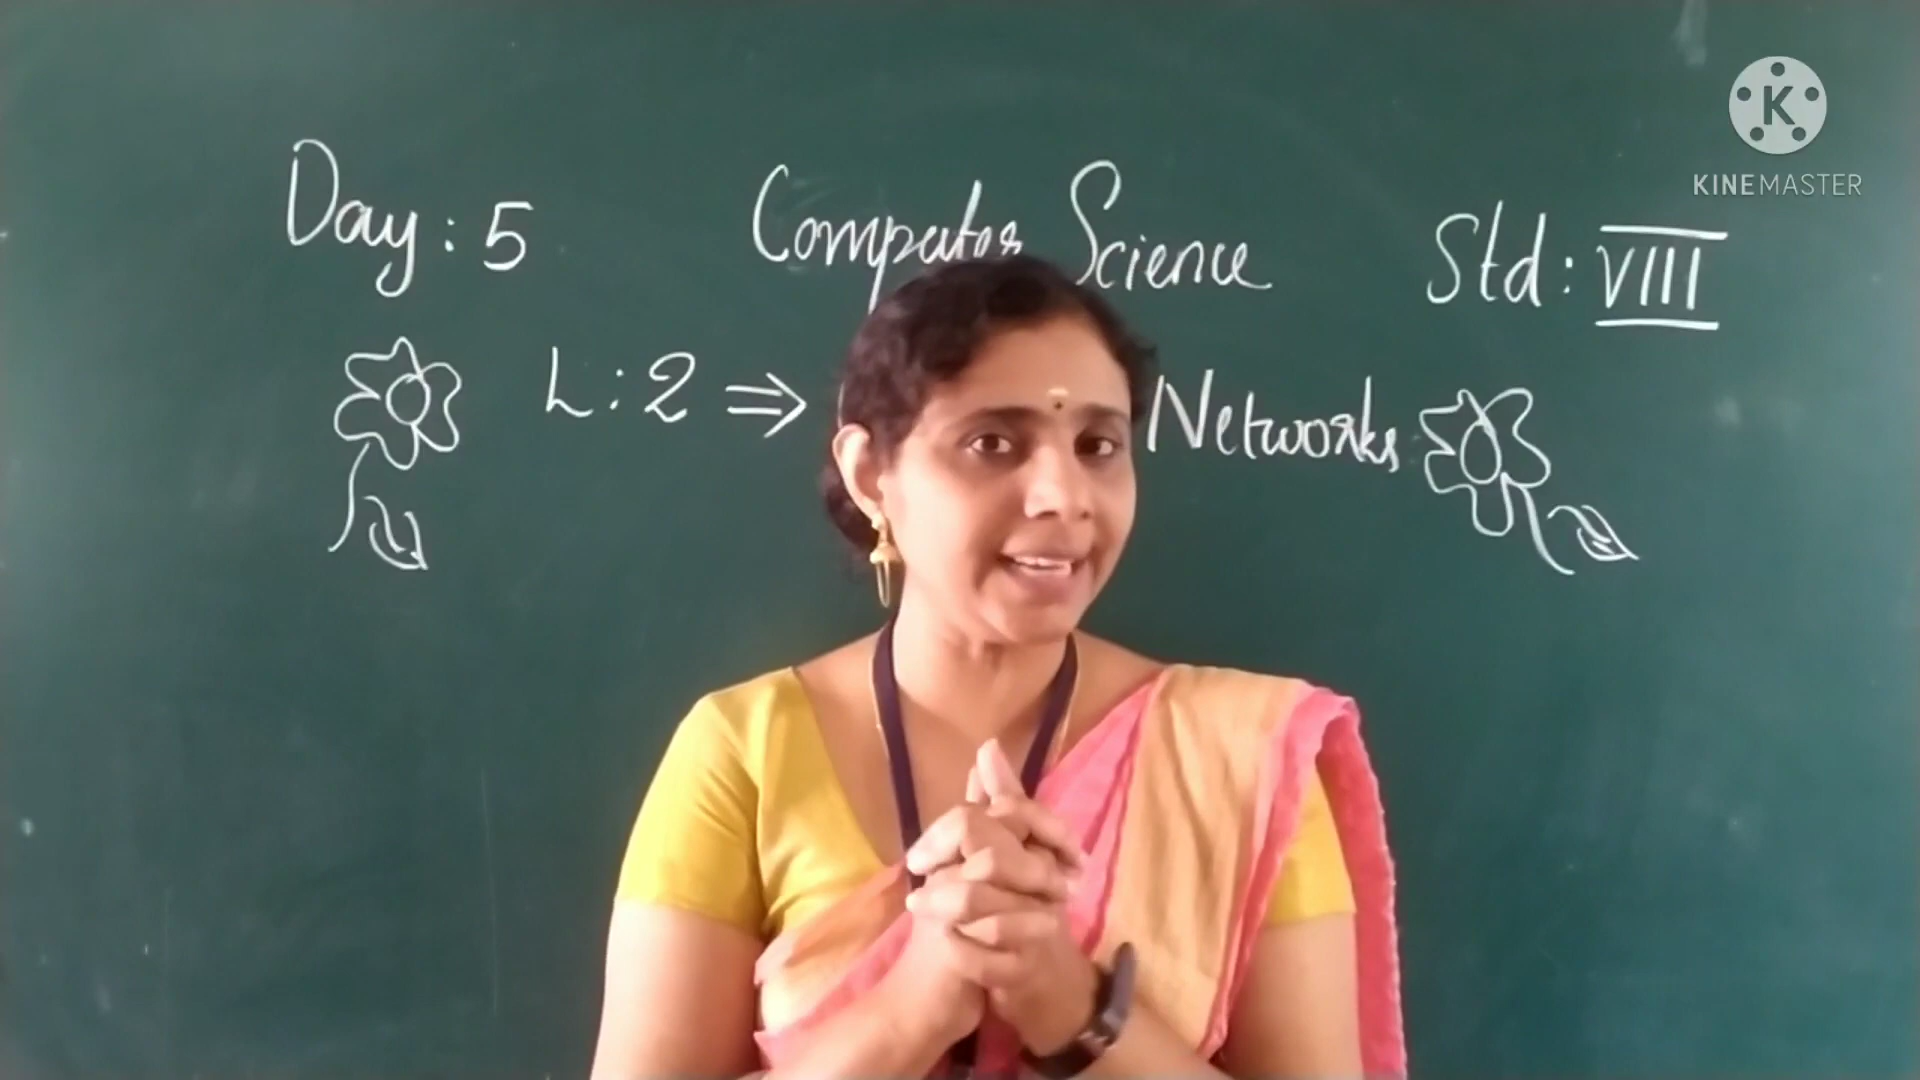 KINEMASTER
Day: 5 Computer Science Std: VIII
L: 2 ⇒ Networks